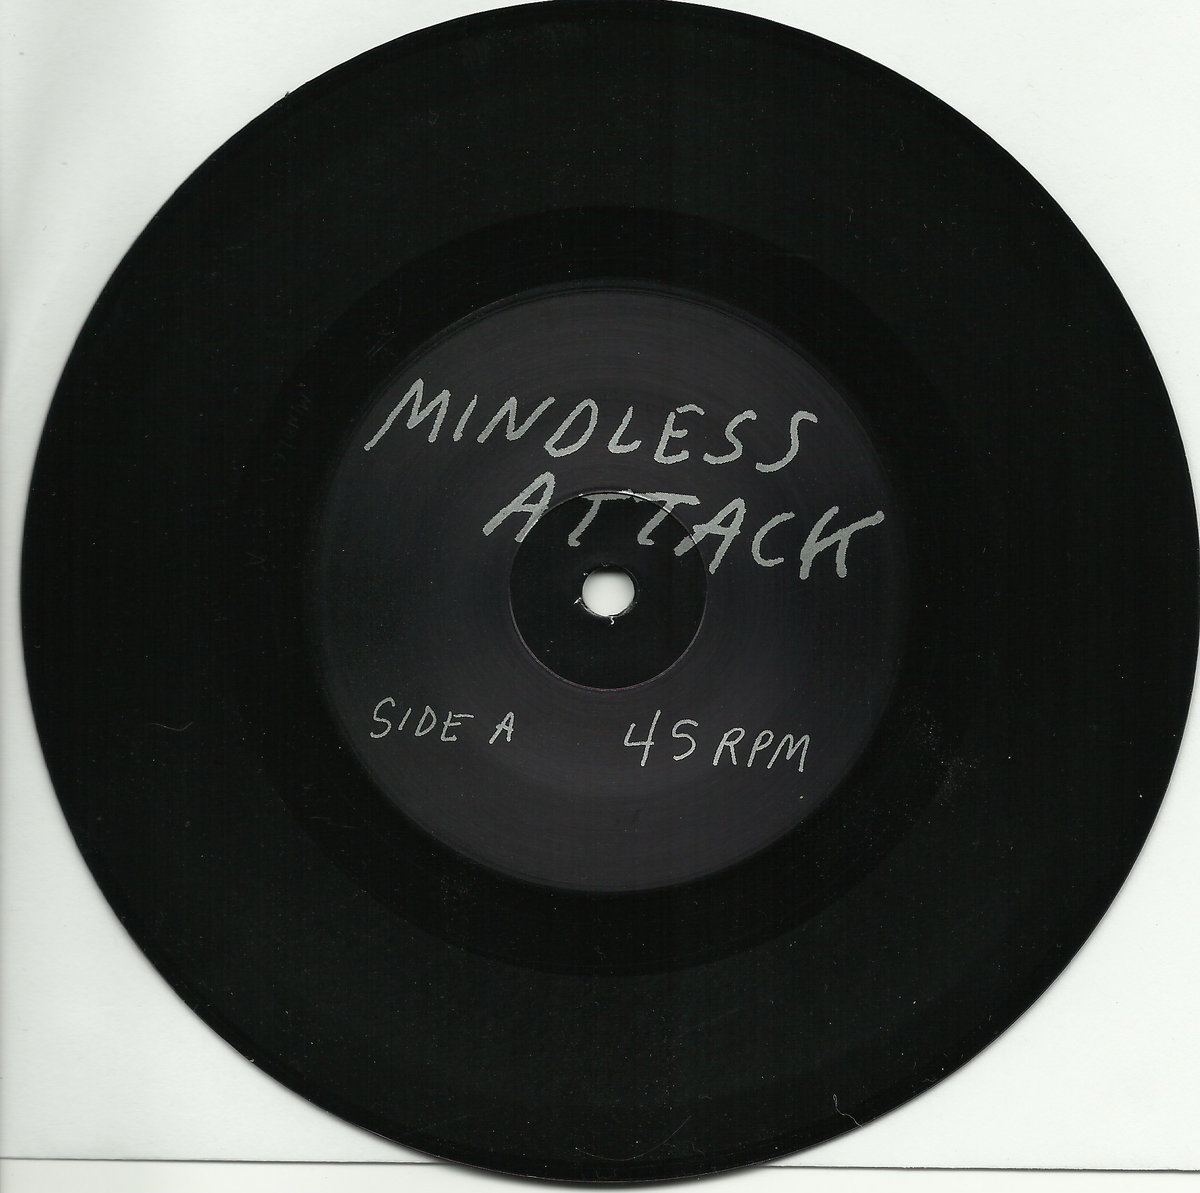 MINDLESS
ATTACK
SIDE A 45 RPM